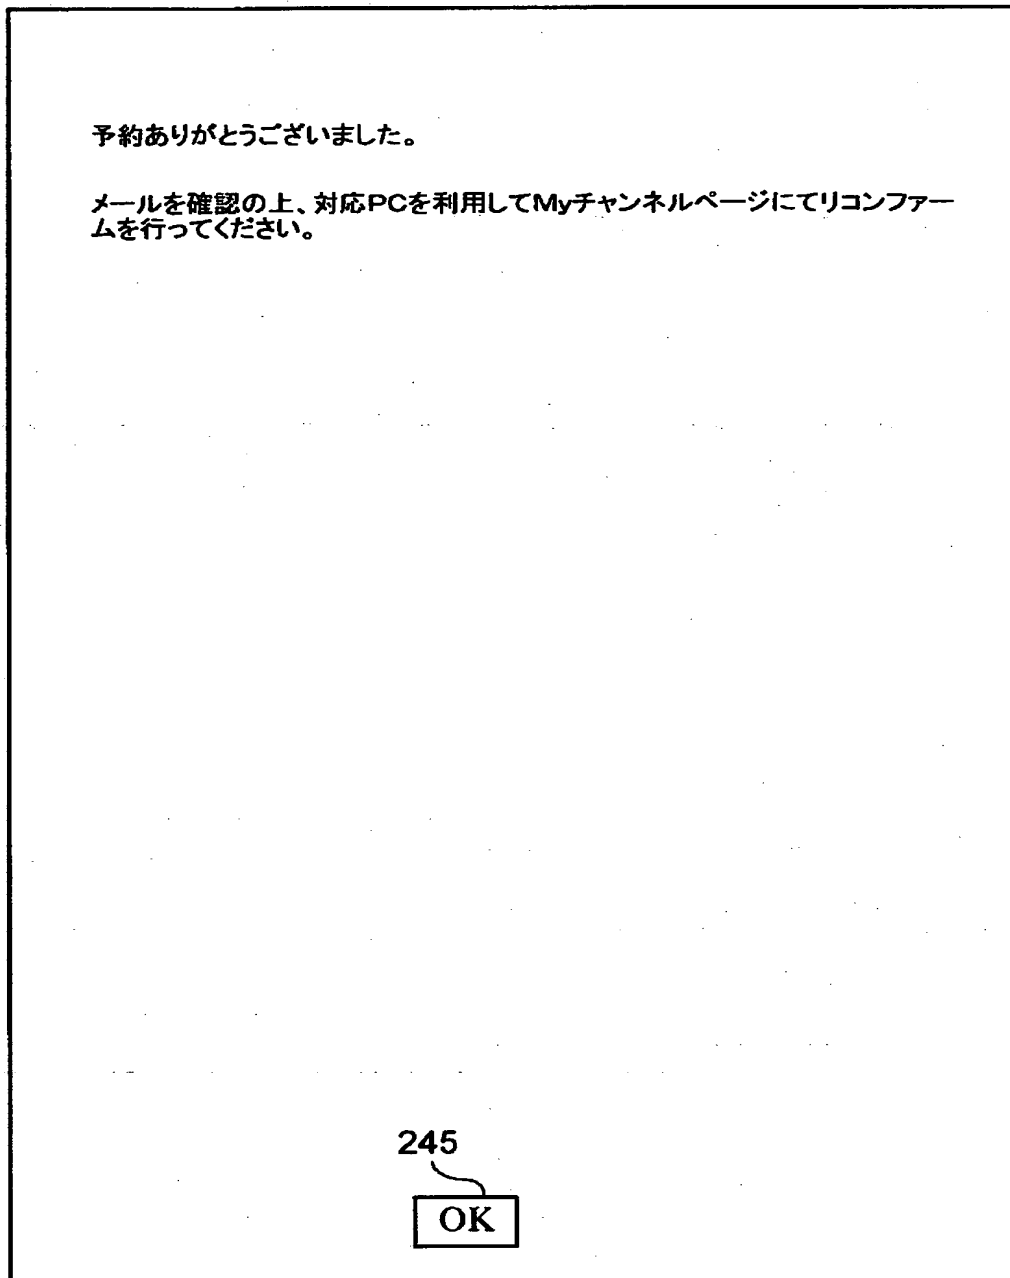 予約ありがとうございました。
メールを確認の上、対応PCを利用してMyチャンネルページにてリコンファー
ムを行ってください。
245
OK